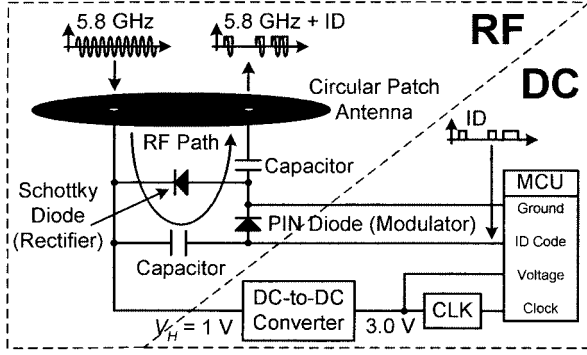 5.8 GHz
5.8 GHz + ID
RF
DC
Circular Patch
Antenna
ID
RF Path
Capacitor
Schottky
Diode
(Rectifier)
PIN Diode (Modulator)
Capacitor
MCU
Ground
ID Code
Voltage
Clock
DC-to-DC
Converter
CLK
V_H = 1 V
3.0 V